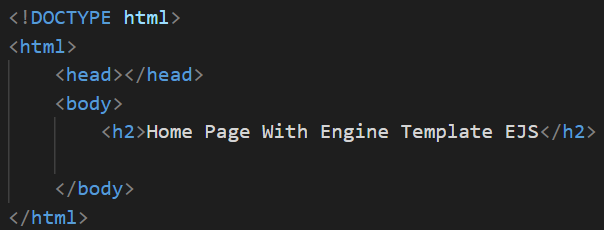 <!DOCTYPE html>
<html>
<head></head>
<body>
<h2>Home Page With Engine Template EJS</h2>
</body>
</html>